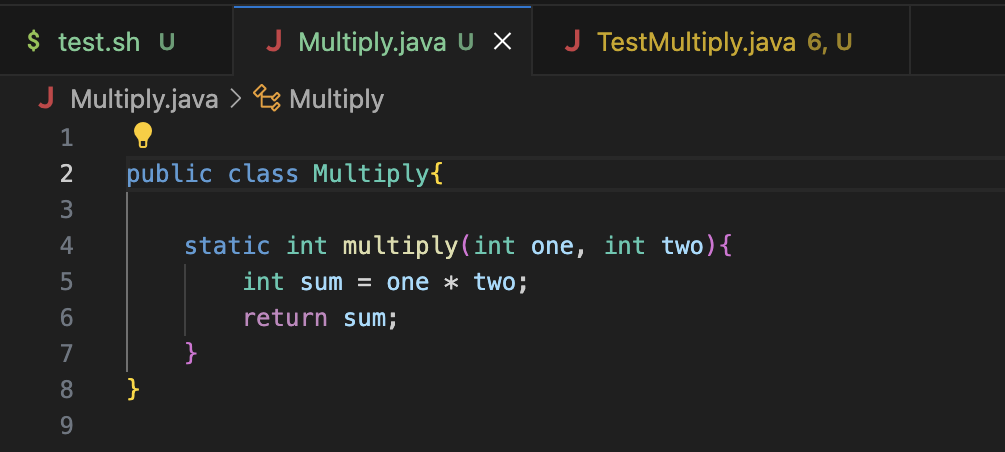 $ test.sh U J Multiply.java U × J TestMultiply.java 6, U
J Multiply.java > Multiply
1
2 public class Multiply{
3
4     static int multiply(int one, int two){
5         int sum = one * two;
6         return sum;
7     }
8 }
9